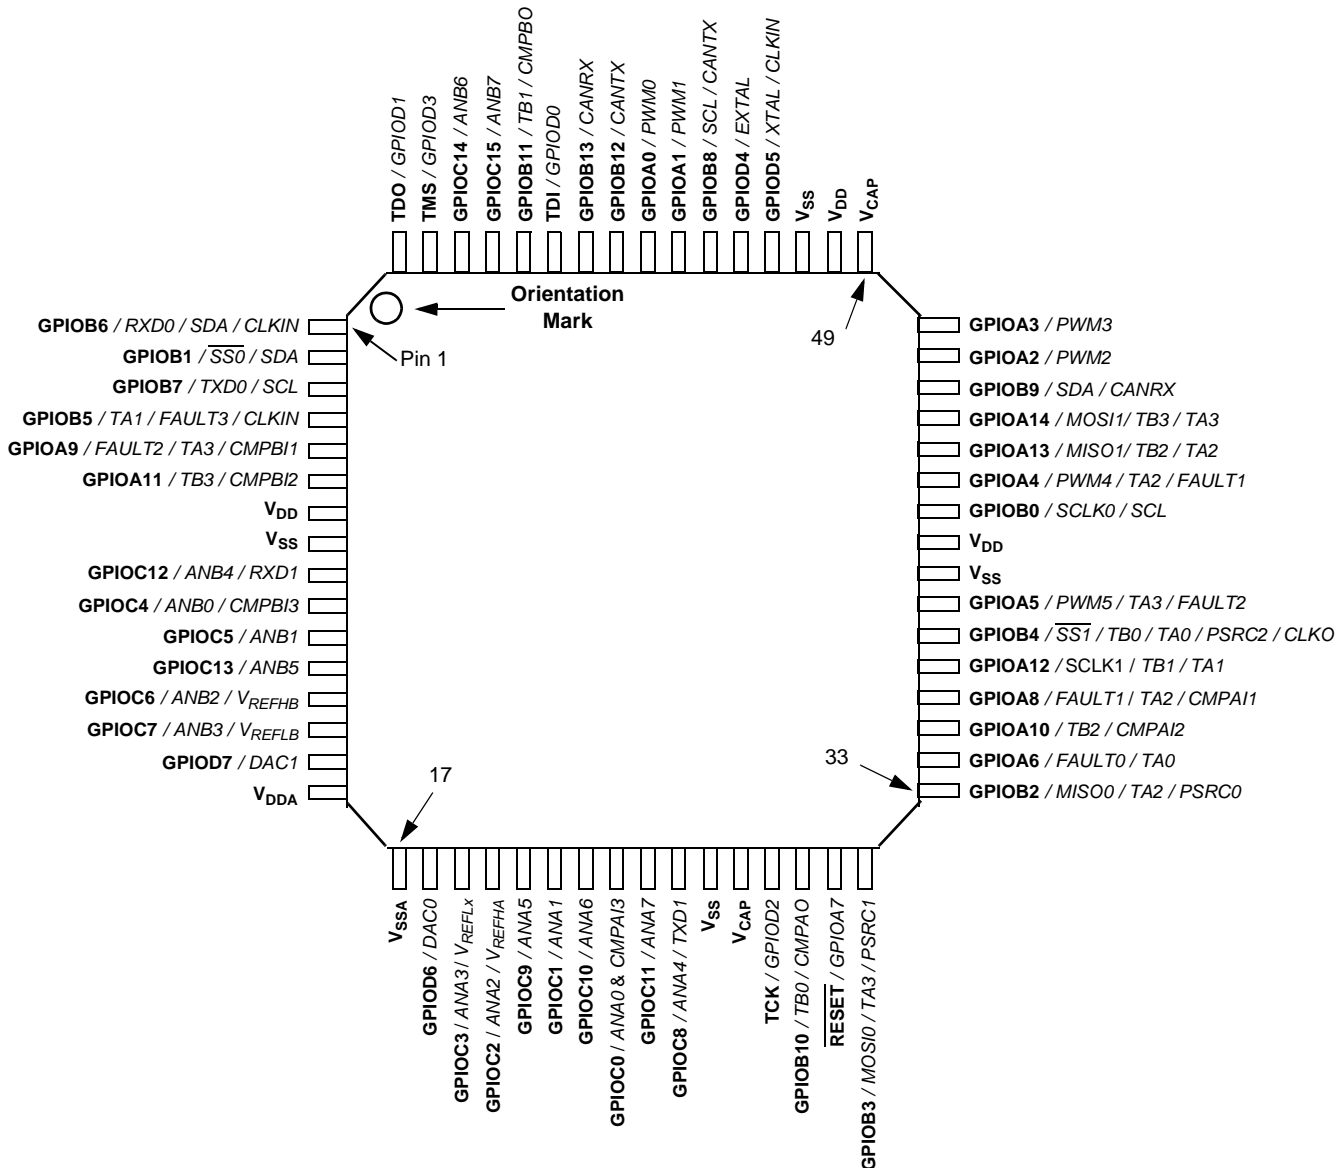 TDO / GPIOD1
TMS / GPIOD3
GPIOC14 / ANB6
GPIOC15 / ANB7
GPIOB11 / TB1 / CMPBO
TDI / GPIOD0
GPIOB13 / CANRX
GPIOB12 / CANTX
GPIOA0 / PWM0
GPIOA1 / PWM1
GPIOB8 / SCL / CANTX
GPIOD4 / EXTAL
GPIOD5 / XTAL / CLKIN
VSS
VDD
VCAP
Orientation
Mark
Pin 1
49
GPIOB6 / RXD0 / SDA / CLKIN
GPIOB1 / S̅S̅0̅ / SDA
GPIOB7 / TXD0 / SCL
GPIOB5 / TA1 / FAULT3 / CLKIN
GPIOA9 / FAULT2 / TA3 / CMPBI1
GPIOA11 / TB3 / CMPBI2
VDD
VSS
GPIOC12 / ANB4 / RXD1
GPIOC4 / ANB0 / CMPBI3
GPIOC5 / ANB1
GPIOC13 / ANB5
GPIOC6 / ANB2 / VREFHB
GPIOC7 / ANB3 / VREFLB
GPIOD7 / DAC1
VDDA
GPIOA3 / PWM3
GPIOA2 / PWM2
GPIOB9 / SDA / CANRX
GPIOA14 / MOSI1/ TB3 / TA3
GPIOA13 / MISO1/ TB2 / TA2
GPIOA4 / PWM4 / TA2 / FAULT1
GPIOB0 / SCLK0 / SCL
VDD
VSS
GPIOA5 / PWM5 / TA3 / FAULT2
GPIOB4 / S̅S̅1̅ / TB0 / TA0 / PSRC2 / CLKO
GPIOA12 / SCLK1 / TB1 / TA1
GPIOA8 / FAULT1 / TA2 / CMPAI1
GPIOA10 / TB2 / CMPAI2
GPIOA6 / FAULT0 / TA0
GPIOB2 / MISO0 / TA2 / PSRC0
17
33
VSSA
GPIOD6 / DAC0
GPIOC3 / ANA3 / VREFLx
GPIOC2 / ANA2 / VREFHA
GPIOC9 / ANA5
GPIOC1 / ANA1
GPIOC10 / ANA6
GPIOC0 / ANA0 & CMPAI3
GPIOC11 / ANA7
GPIOC8 / ANA4 / TXD1
VSS
VCAP
TCK / GPIOD2
GPIOB10 / TB0 / CMPAO
R̅E̅S̅E̅T̅ / GPIOA7
GPIOB3 / MOSI0 / TA3 / PSRC1